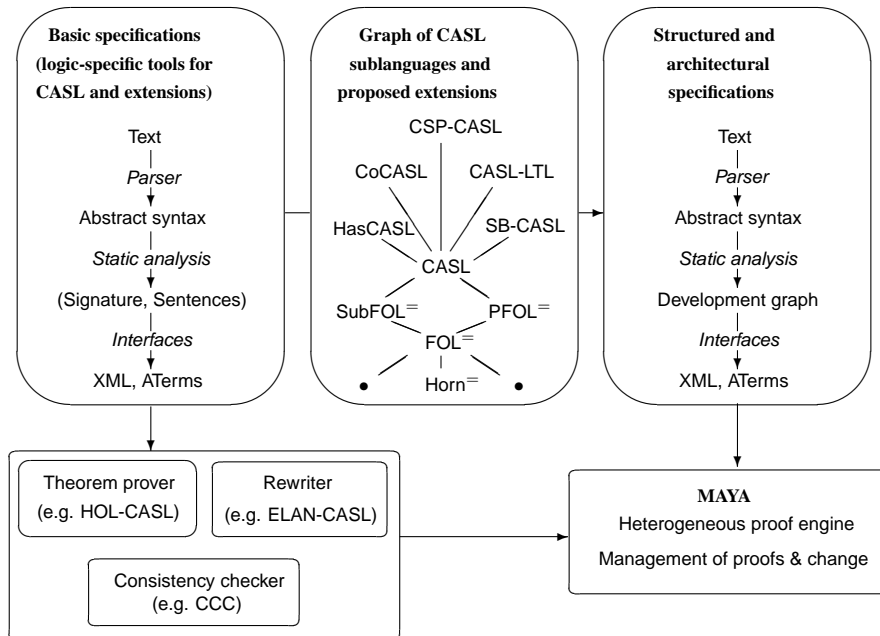 Basic specifications
(logic-specific tools for
CASL and extensions)
Text
Parser
Abstract syntax
Static analysis
(Signature, Sentences)
Interfaces
XML, ATerms
Graph of CASL
sublanguages and
proposed extensions
CSP-CASL
CoCASL
CASL-LTL
HasCASL
SB-CASL
CASL
SubFOL=
PFOL=
FOL=
Horn=
Structured and
architectural
specifications
Text
Parser
Abstract syntax
Static analysis
Development graph
Interfaces
XML, ATerms
Theorem prover
(e.g. HOL-CASL)
Rewriter
(e.g. ELAN-CASL)
Consistency checker
(e.g. CCC)
MAYA
Heterogeneous proof engine
Management of proofs & change